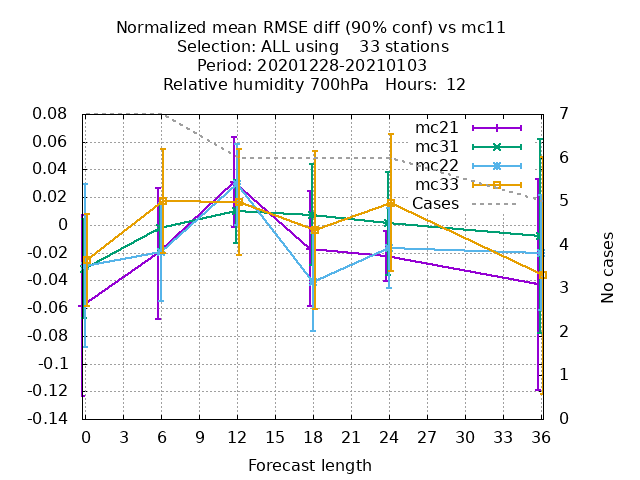 Normalized mean RMSE diff (90% conf) vs mc11
Selection: ALL using    33 stations
Period: 20201228-20210103
Relative humidity 700hPa   Hours:  12
0.08
0.06
0.04
0.02
0
-0.02
-0.04
-0.06
-0.08
-0.1
-0.12
-0.14
mc21
mc31
mc22
mc33
Cases
7
6
5
4
3
2
1
0
No cases
0 3 6 9 12 15 18 21 24 27 30 33 36
Forecast length